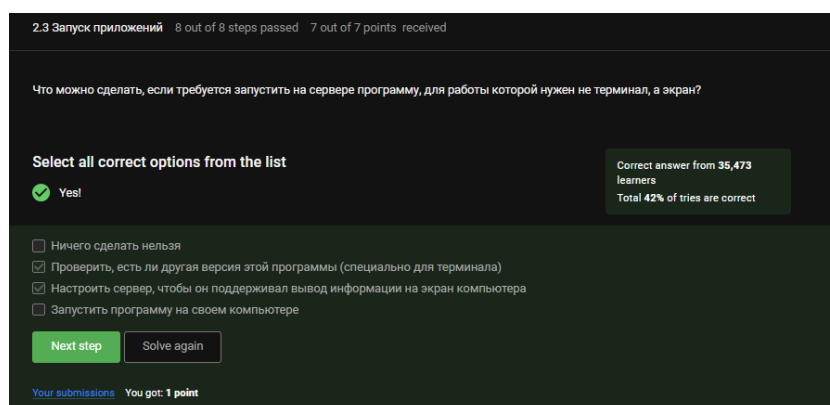 2.3 Запуск приложений 8 out of 8 steps passed 7 out of 7 points received
Что можно сделать, если требуется запустить на сервере программу, для работы которой нужен не терминал, а экран?
Select all correct options from the list
Yes!
Correct answer from 35,473
learners
Total 42% of tries are correct
Ничего сделать нельзя
Проверить, есть ли другая версия этой программы (специально для терминала)
Настроить сервер, чтобы он поддерживал вывод информации на экран компьютера
Запустить программу на своем компьютере
Next step
Solve again
Your submissions You got: 1 point